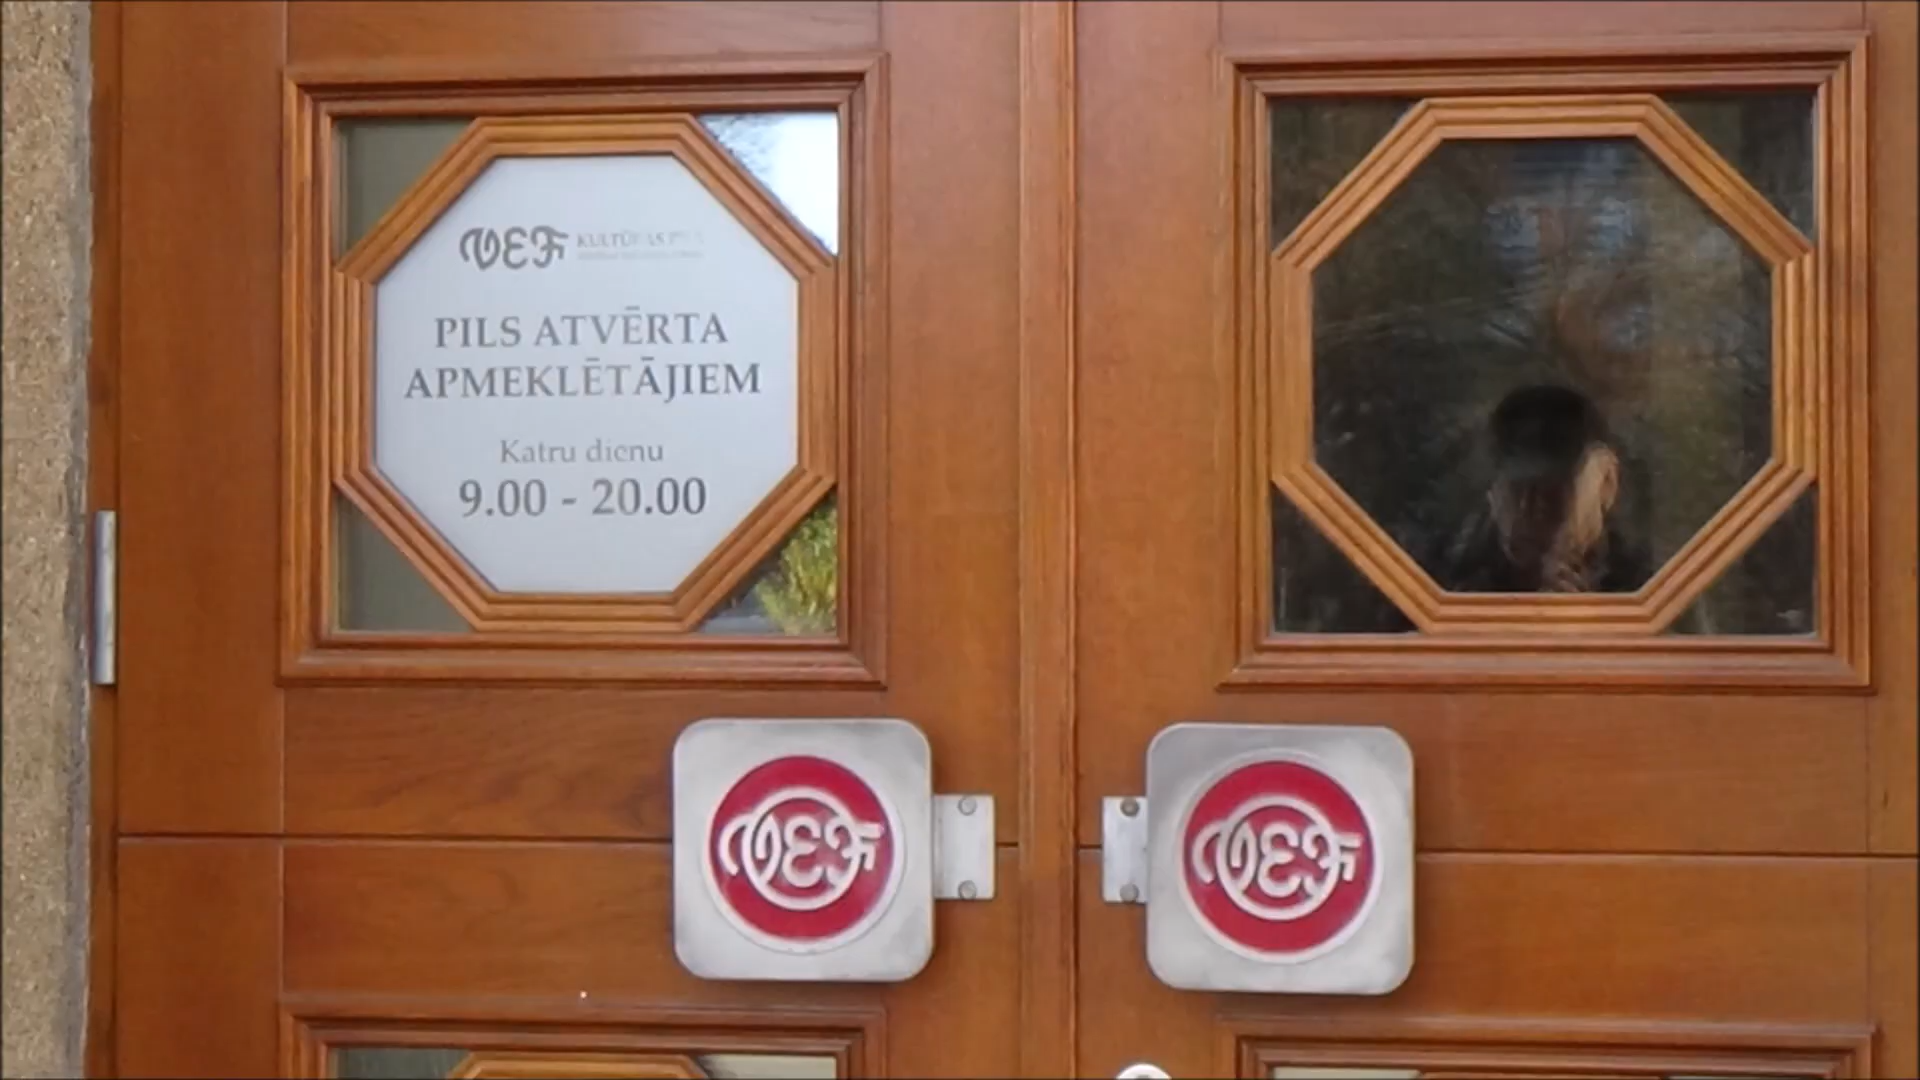 VEF KULTŪRAS PILS
PILS ATVĒRTA
APMEKLĒTĀJIEM
Katru dienu
9.00 - 20.00
VEF
VEF